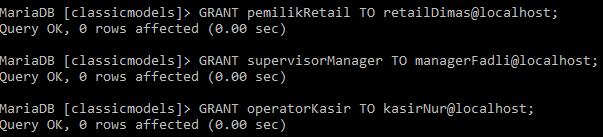 MariaDB [classicmodels]> GRANT pemilikRetail TO retailDimas@localhost;
Query OK, 0 rows affected (0.00 sec)
MariaDB [classicmodels]> GRANT supervisorManager TO managerFadli@localhost;
Query OK, 0 rows affected (0.00 sec)
MariaDB [classicmodels]> GRANT operatorKasir TO kasirNur@localhost;
Query OK, 0 rows affected (0.00 sec)